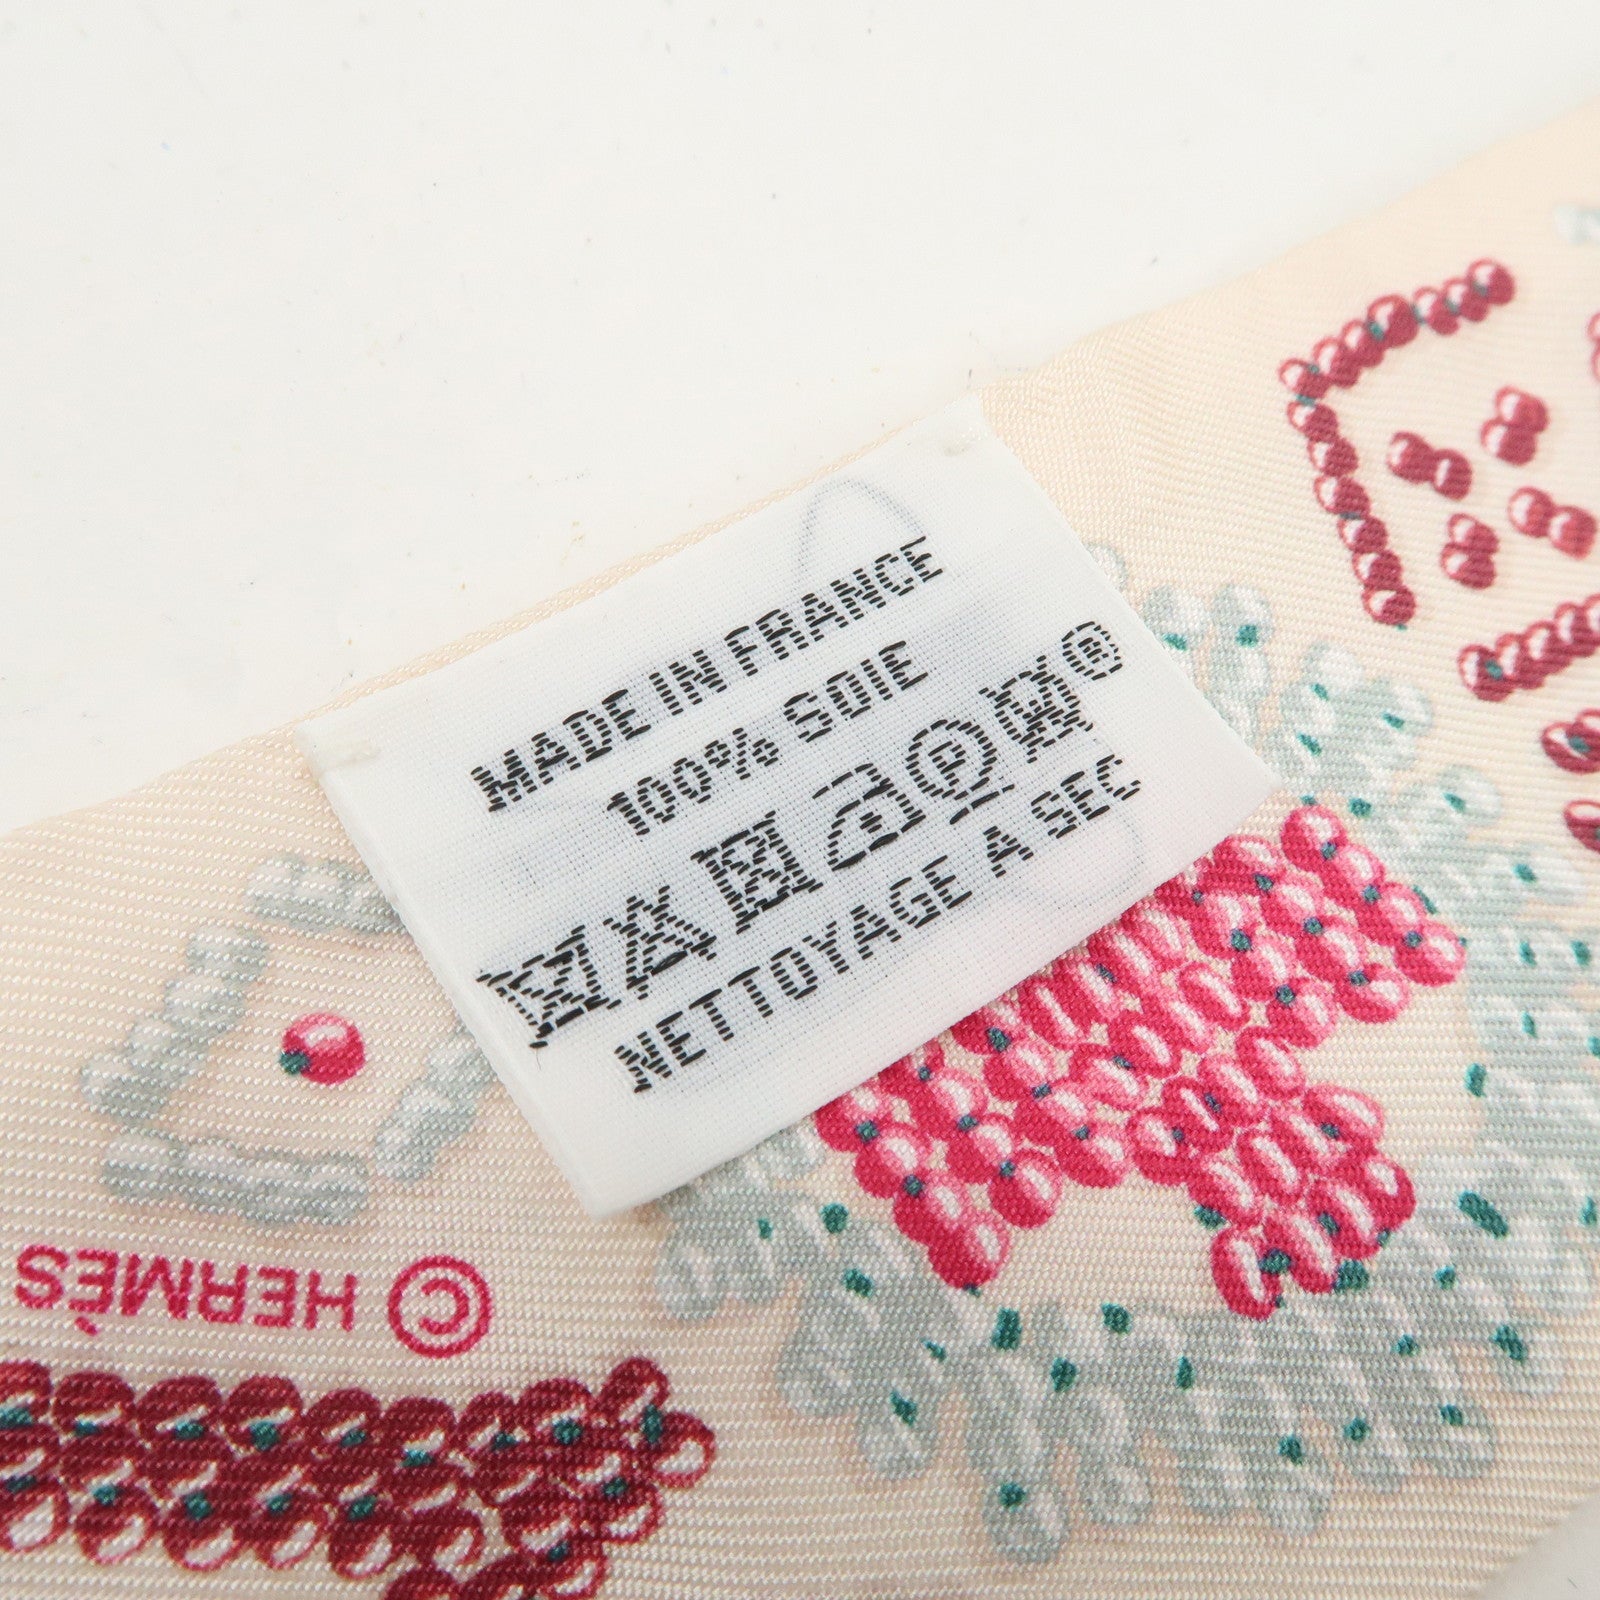 MADE IN FRANCE
100% SOIE
P ®
NETTOYAGE A SEC
© HERMÈS